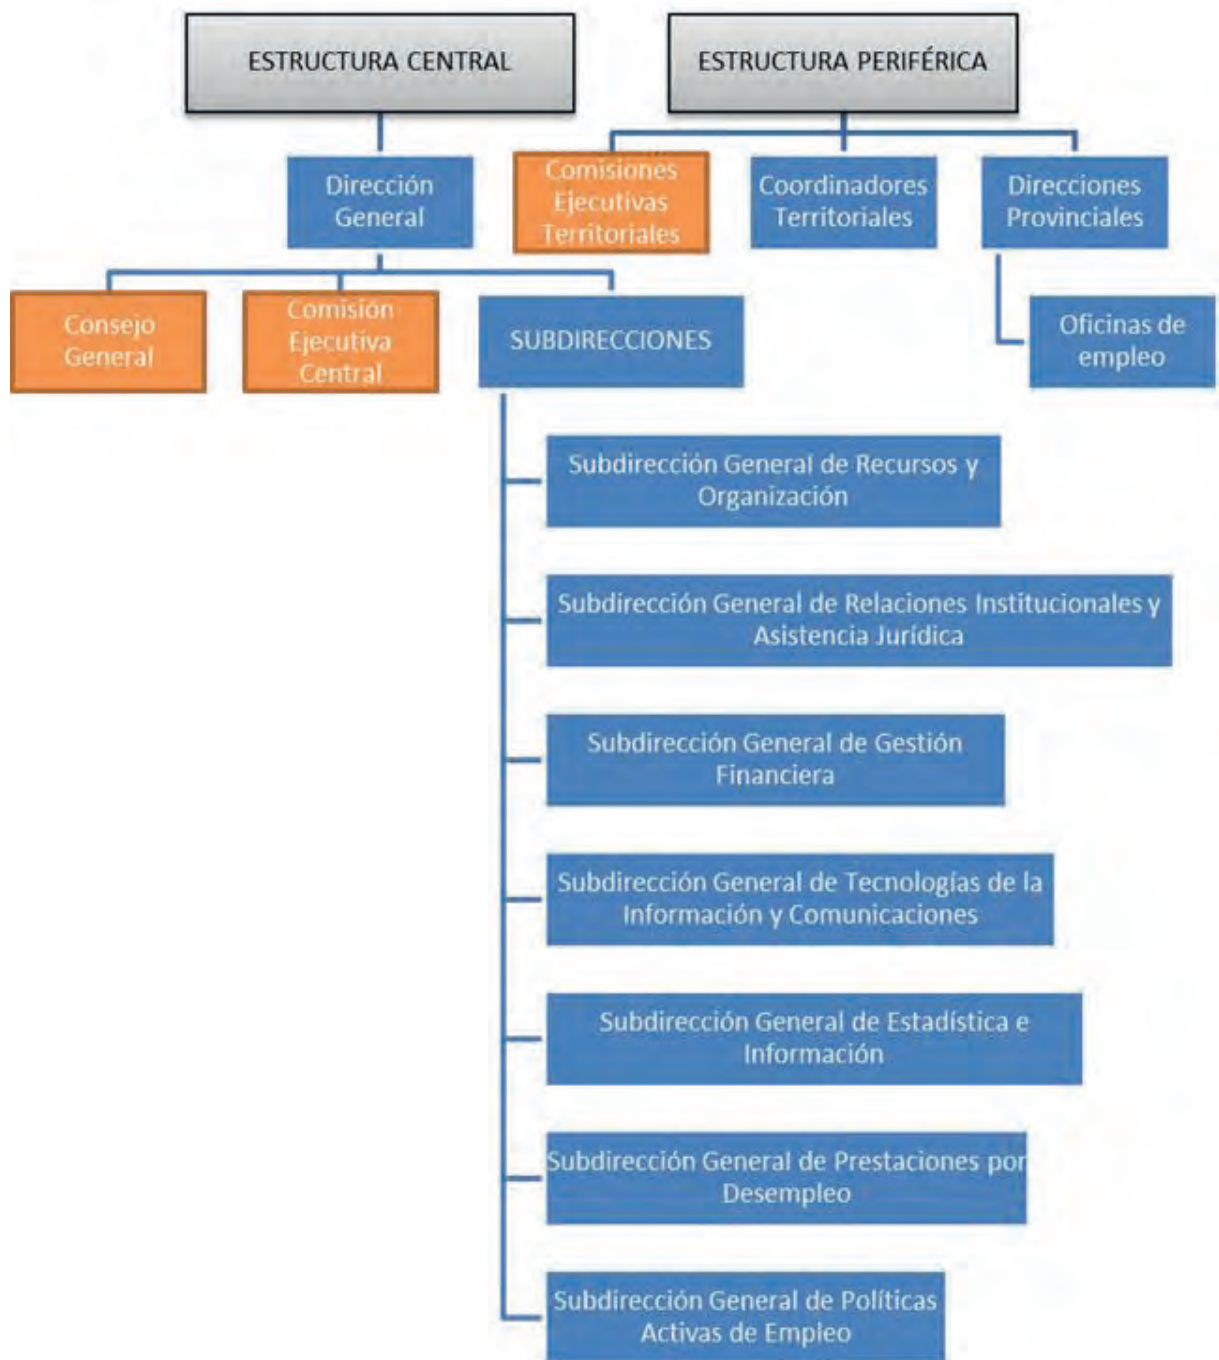 ESTRUCTURA CENTRAL
ESTRUCTURA PERIFÉRICA
Dirección
General
Comisiones
Ejecutivas
Territoriales
Coordinadores
Territoriales
Direcciones
Provinciales
Consejo
General
Comisión
Ejecutiva
Central
SUBDIRECCIONES
Oficinas de
empleo
Subdirección General de Recursos y
Organización
Subdirección General de Relaciones Institucionales y
Asistencia Jurídica
Subdirección General de Gestión
Financiera
Subdirección General de Tecnologías de la
Información y Comunicaciones
Subdirección General de Estadística e
Información
Subdirección General de Prestaciones por
Desempleo
Subdirección General de Políticas
Activas de Empleo